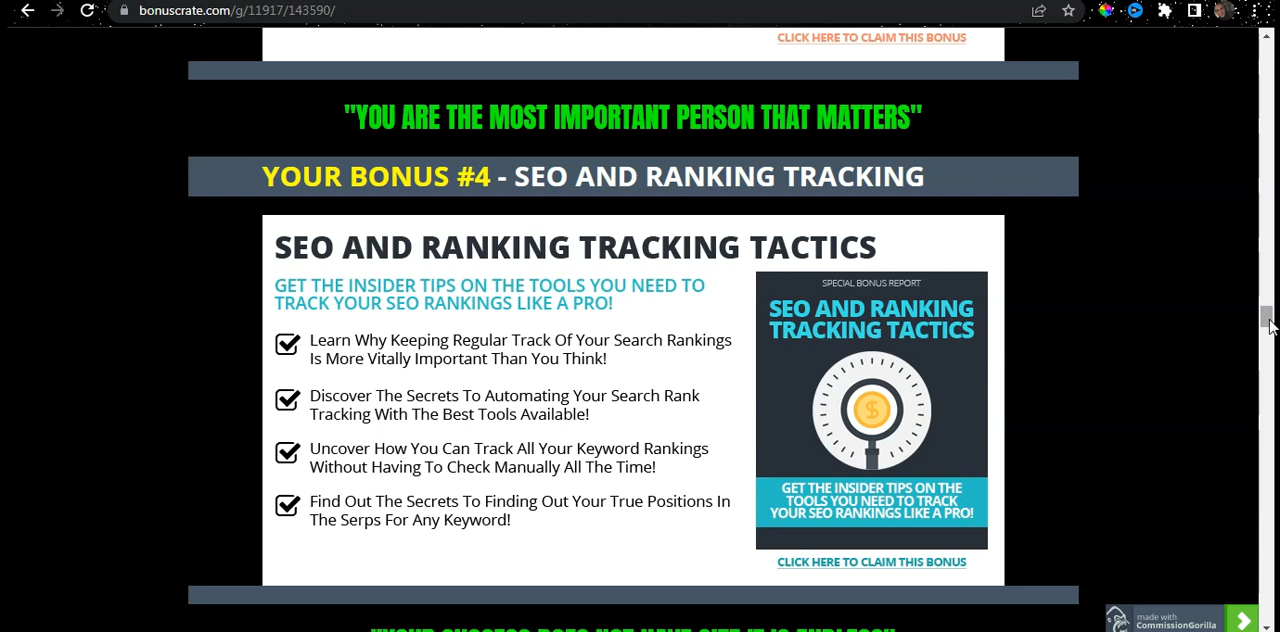 bonuscrate.com/g/11917/143590/
CLICK HERE TO CLAIM THIS BONUS
"YOU ARE THE MOST IMPORTANT PERSON THAT MATTERS"
YOUR BONUS #4 - SEO AND RANKING TRACKING
SEO AND RANKING TRACKING TACTICS
GET THE INSIDER TIPS ON THE TOOLS YOU NEED TO
TRACK YOUR SEO RANKINGS LIKE A PRO!
Learn Why Keeping Regular Track Of Your Search Rankings
Is More Vitally Important Than You Think!
Discover The Secrets To Automating Your Search Rank
Tracking With The Best Tools Available!
Uncover How You Can Track All Your Keyword Rankings
Without Having To Check Manually All The Time!
Find Out The Secrets To Finding Out Your True Positions In
The Serps For Any Keyword!
SPECIAL BONUS REPORT
SEO AND RANKING
TRACKING TACTICS
$
GET THE INSIDER TIPS ON THE
TOOLS YOU NEED TO TRACK
YOUR SEO RANKINGS LIKE A PRO!
CLICK HERE TO CLAIM THIS BONUS
made with
CommissionGorilla